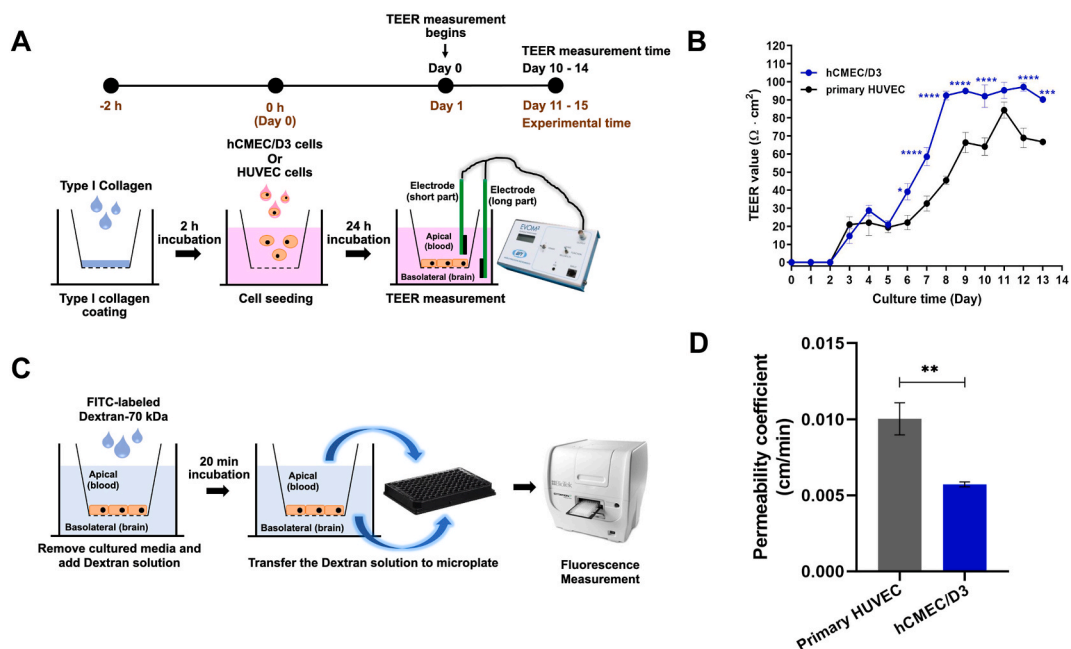 A
TEER measurement
begins
Day 0
TEER measurement time
Day 10 - 14
-2 h
0 h
(Day 0)
Day 1
Day 11 - 15
Experimental time
hCMEC/D3 cells
Or
HUVEC cells
Type I Collagen
2 h
incubation
24 h
incubation
Electrode
(short part)
Electrode
(long part)
Apical
(blood)
Basolateral (brain)
EVOM²
Type I collagen
coating
Cell seeding
TEER measurement
B
TEER value (Ω · cm²)
120
110
100
90
80
70
60
50
40
30
20
10
0
hCMEC/D3
primary HUVEC
*
****
****
****
****
****
***
0 1 2 3 4 5 6 7 8 9 10 11 12 13 14
Culture time (Day)
C
FITC-labeled
Dextran-70 kDa
20 min
incubation
Apical
(blood)
Basolateral (brain)
Apical
(blood)
Basolateral (brain)
Remove cultured media and
add Dextran solution
Transfer the Dextran solution to microplate
Fluorescence
Measurement
D
Permeability coefficient
(cm/min)
0.015
0.010
0.005
0.000
**
Primary HUVEC
hCMEC/D3